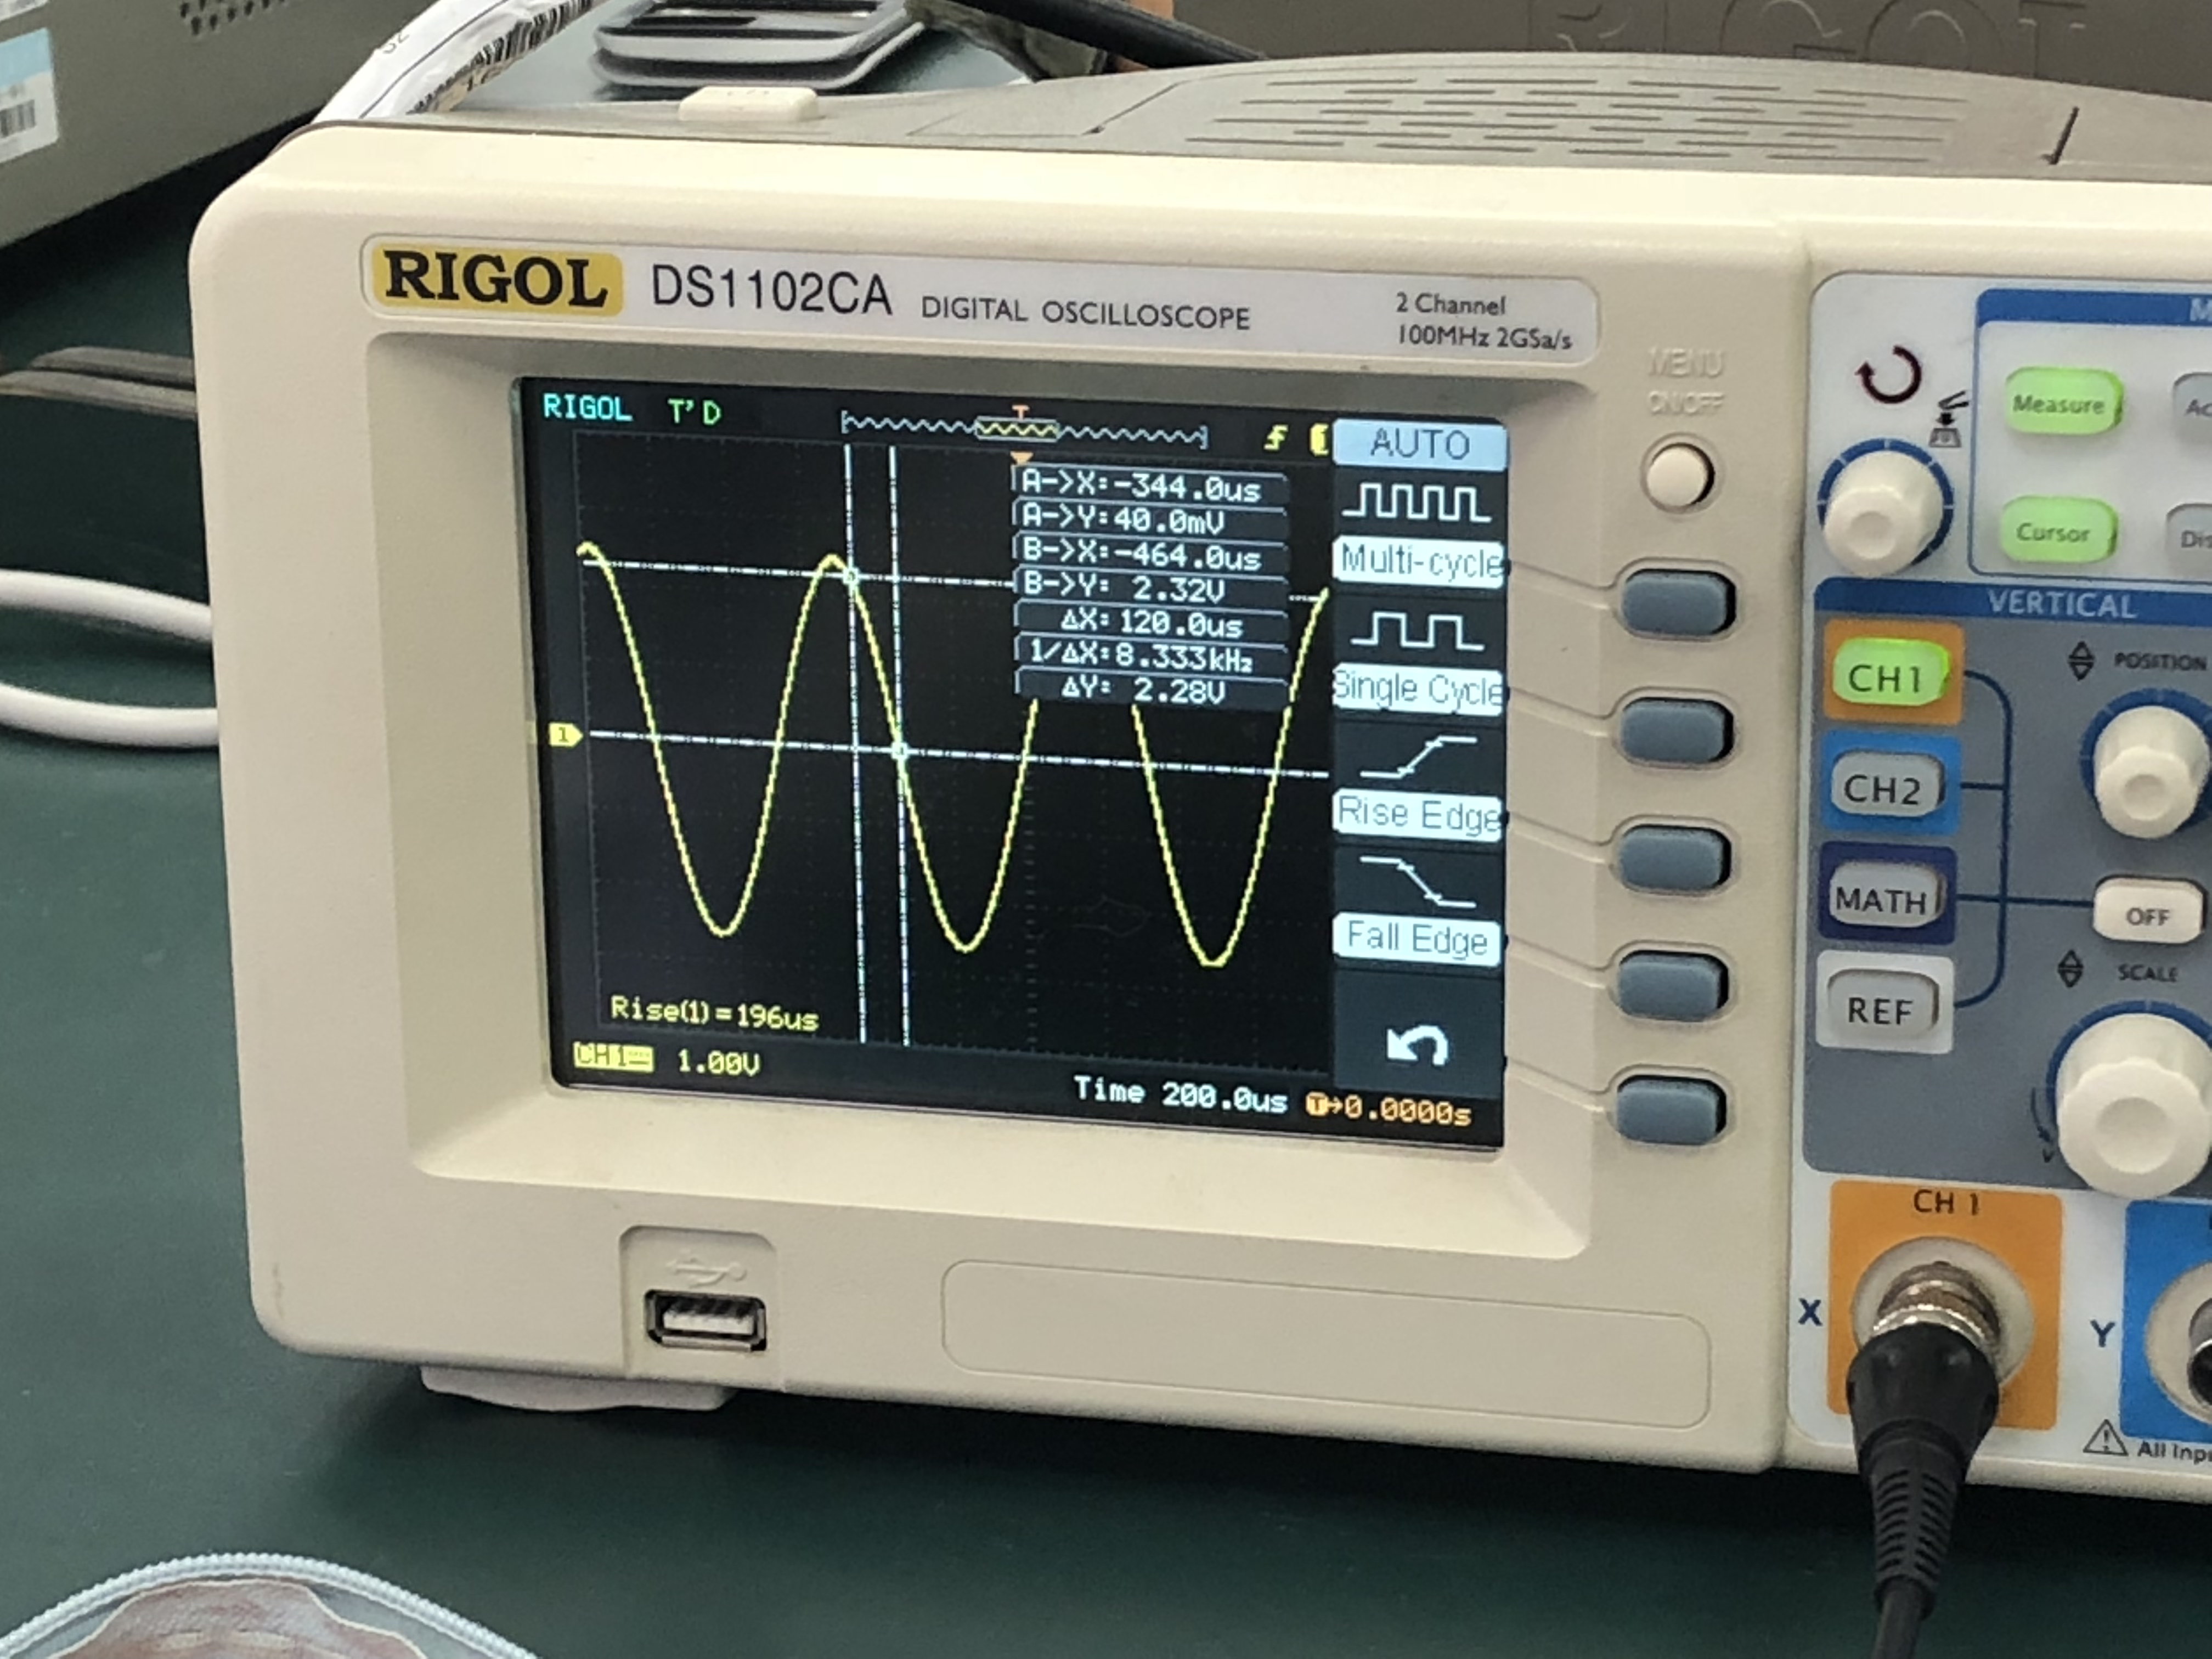 RIGOL
RIGOL DS1102CA DIGITAL OSCILLOSCOPE
2 Channel
100MHz 2GSa/s
MENU
ON/OFF
RIGOL T'D
T
AUTO
A->X:-344.0us
A->Y:40.0mV
B->X:-464.0us
B->Y: 2.32V
ΔX:120.0us
1/ΔX:8.333kHz
ΔY: 2.28V
Multi-cycle
Single Cycle
Rise Edge
Fall Edge
1
Rise(1)=196us
CH1 1.00V
Time 200.0us T→0.0000s
Measure
Cursor
VERTICAL
CH1
POSITION
CH2
MATH
OFF
SCALE
REF
CH 1
X
Y